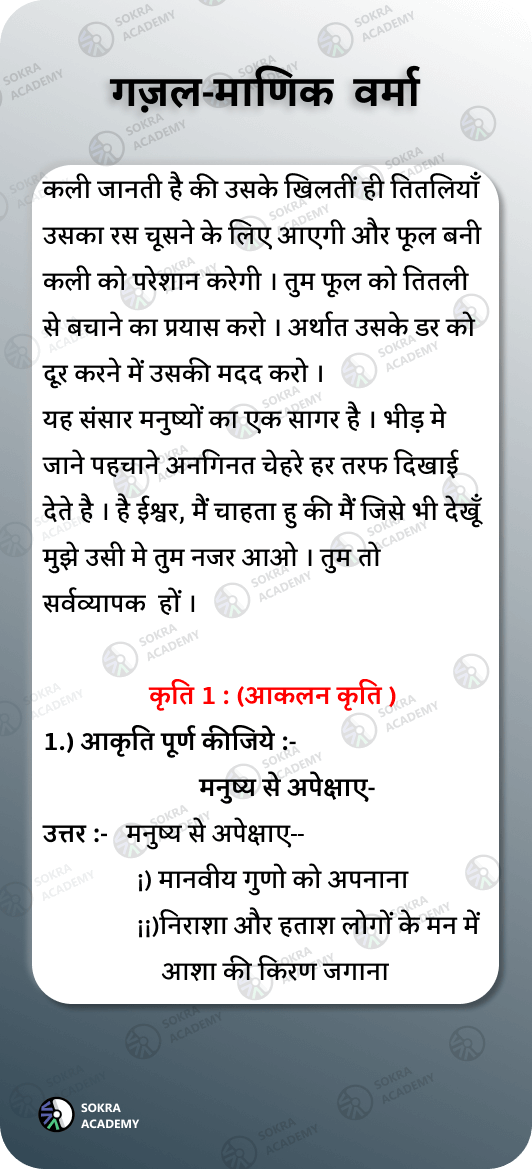 गज़ल-माणिक वर्मा
कली जानती है की उसके खिलतीं ही तितलियाँ
उसका रस चूसने के लिए आएगी और फूल बनी
कली को परेशान करेगी । तुम फूल को तितली
से बचाने का प्रयास करो । अर्थात उसके डर को
दूर करने में उसकी मदद करो ।
यह संसार मनुष्यों का एक सागर है । भीड़ मे
जाने पहचाने अनगिनत चेहरे हर तरफ दिखाई
देते है । है ईश्वर, मैं चाहता हु की मैं जिसे भी देखूँ
मुझे उसी मे तुम नजर आओ । तुम तो
सर्वव्यापक हों ।
कृति 1 : (आकलन कृति )
1.) आकृति पूर्ण कीजिये :-
मनुष्य से अपेक्षाए-
उत्तर :- मनुष्य से अपेक्षाए--
i) मानवीय गुणो को अपनाना
ii)निराशा और हताश लोगों के मन में
आशा की किरण जगाना
SOKRA
ACADEMY